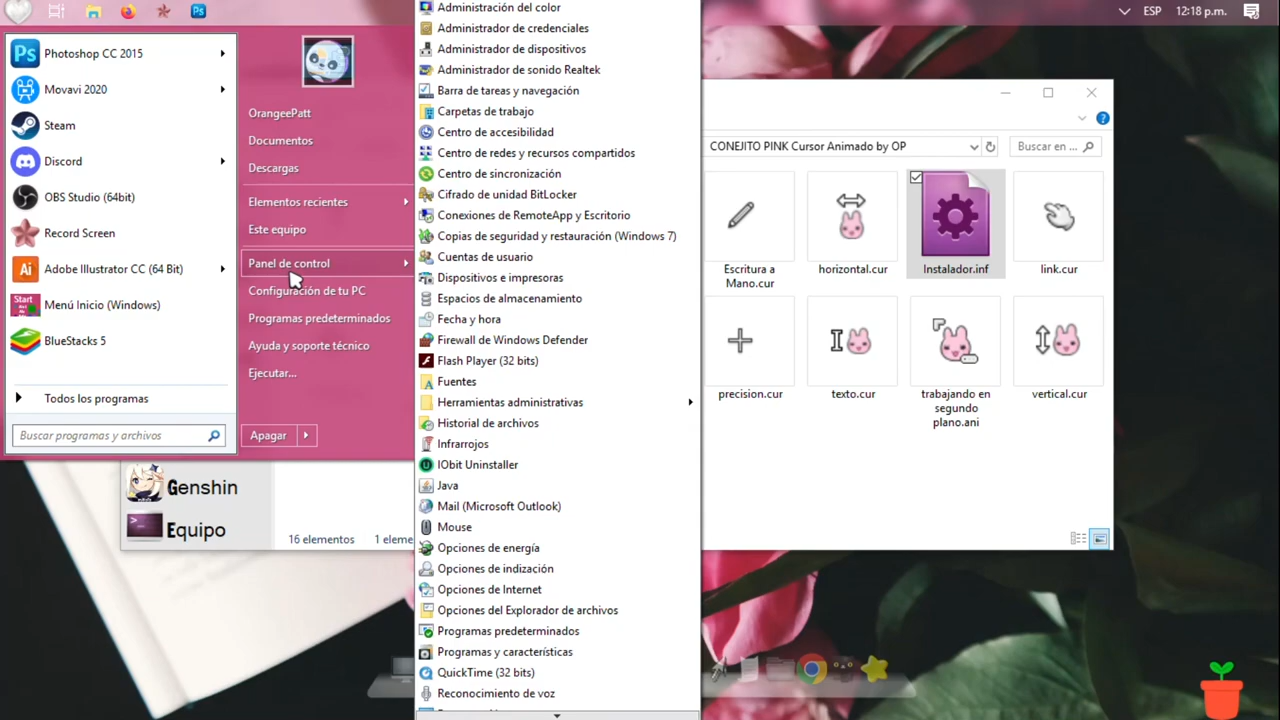 ESP
12:18 p.m.
Ps
Ps
Photoshop CC 2015
Movavi 2020
Steam
Discord
OBS Studio (64bit)
Record Screen
Ai
Adobe Illustrator CC (64 Bit)
Start
Menú Inicio (Windows)
BlueStacks 5
Todos los programas
Buscar programas y archivos
OrangeePatt
Documentos
Descargas
Elementos recientes
Este equipo
Panel de control
Configuración de tu PC
Programas predeterminados
Ayuda y soporte técnico
Ejecutar...
Apagar
Administración del color
Administrador de credenciales
Administrador de dispositivos
Administrador de sonido Realtek
Barra de tareas y navegación
Carpetas de trabajo
Centro de accesibilidad
Centro de redes y recursos compartidos
Centro de sincronización
Cifrado de unidad BitLocker
Conexiones de RemoteApp y Escritorio
Copias de seguridad y restauración (Windows 7)
Cuentas de usuario
Dispositivos e impresoras
Espacios de almacenamiento
Fecha y hora
Firewall de Windows Defender
Flash Player (32 bits)
Fuentes
Herramientas administrativas
Historial de archivos
Infrarrojos
IObit Uninstaller
Java
Mail (Microsoft Outlook)
Mouse
Opciones de energía
Opciones de indización
Opciones de Internet
Opciones del Explorador de archivos
Programas predeterminados
Programas y características
QuickTime (32 bits)
Reconocimiento de voz
CONEJITO PINK Cursor Animado by OP
Buscar en ...
Escritura a
Mano.cur
horizontal.cur
Instalador.inf
link.cur
precision.cur
texto.cur
trabajando en
segundo
plano.ani
vertical.cur
Genshin
Equipo
16 elementos
1 eleme